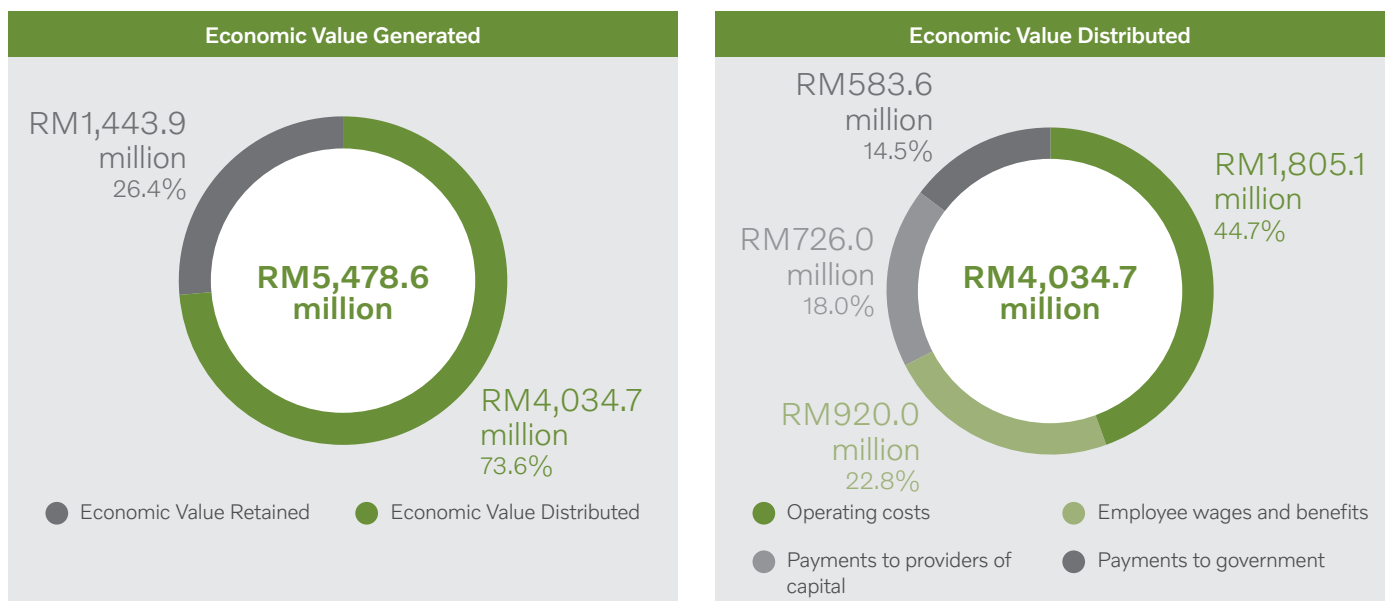 Economic Value Generated
RM1,443.9
million
26.4%
RM5,478.6
million
RM4,034.7
million
73.6%
Economic Value Retained
Economic Value Distributed
Economic Value Distributed
RM583.6
million
14.5%
RM1,805.1
million
44.7%
RM726.0
million
18.0%
RM4,034.7
million
RM920.0
million
22.8%
Operating costs
Employee wages and benefits
Payments to providers of
capital
Payments to government